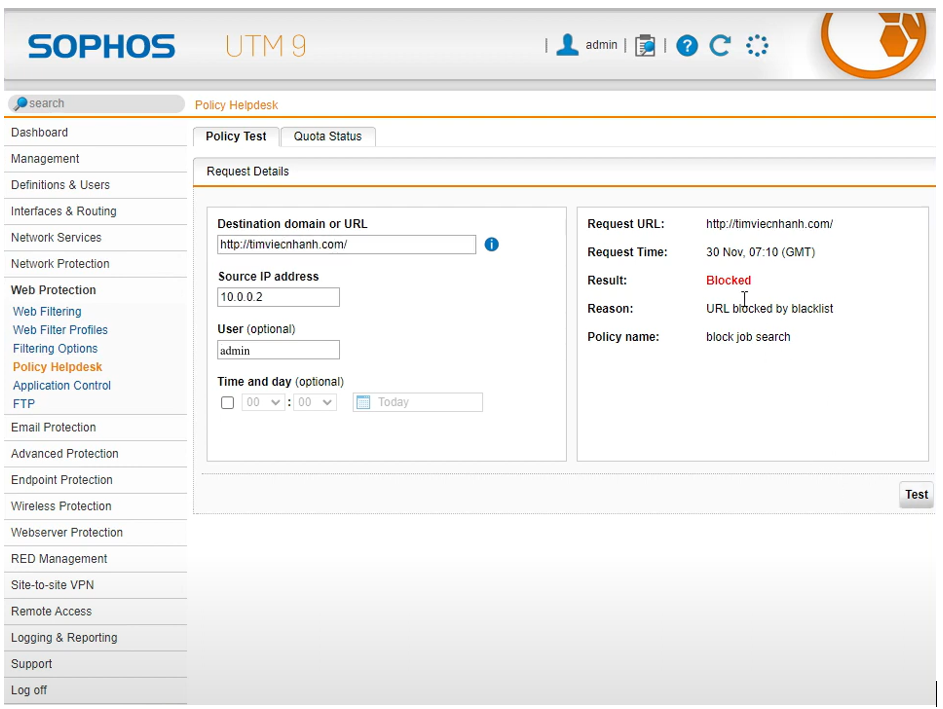 SOPHOS UTM 9
| admin | | ?
search
Policy Helpdesk
Dashboard
Management
Definitions & Users
Interfaces & Routing
Network Services
Network Protection
Web Protection
Web Filtering
Web Filter Profiles
Filtering Options
Policy Helpdesk
Application Control
FTP
Email Protection
Advanced Protection
Endpoint Protection
Wireless Protection
Webserver Protection
RED Management
Site-to-site VPN
Remote Access
Logging & Reporting
Support
Log off
Policy Test Quota Status
Request Details
Destination domain or URL
http://timviecnhanh.com/ i
Source IP address
10.0.0.2
User (optional)
admin
Time and day (optional)
00 : 00 Today
Request URL: http://timviecnhanh.com/
Request Time: 30 Nov, 07:10 (GMT)
Result: Blocked
Reason: URL blocked by blacklist
Policy name: block job search
Test